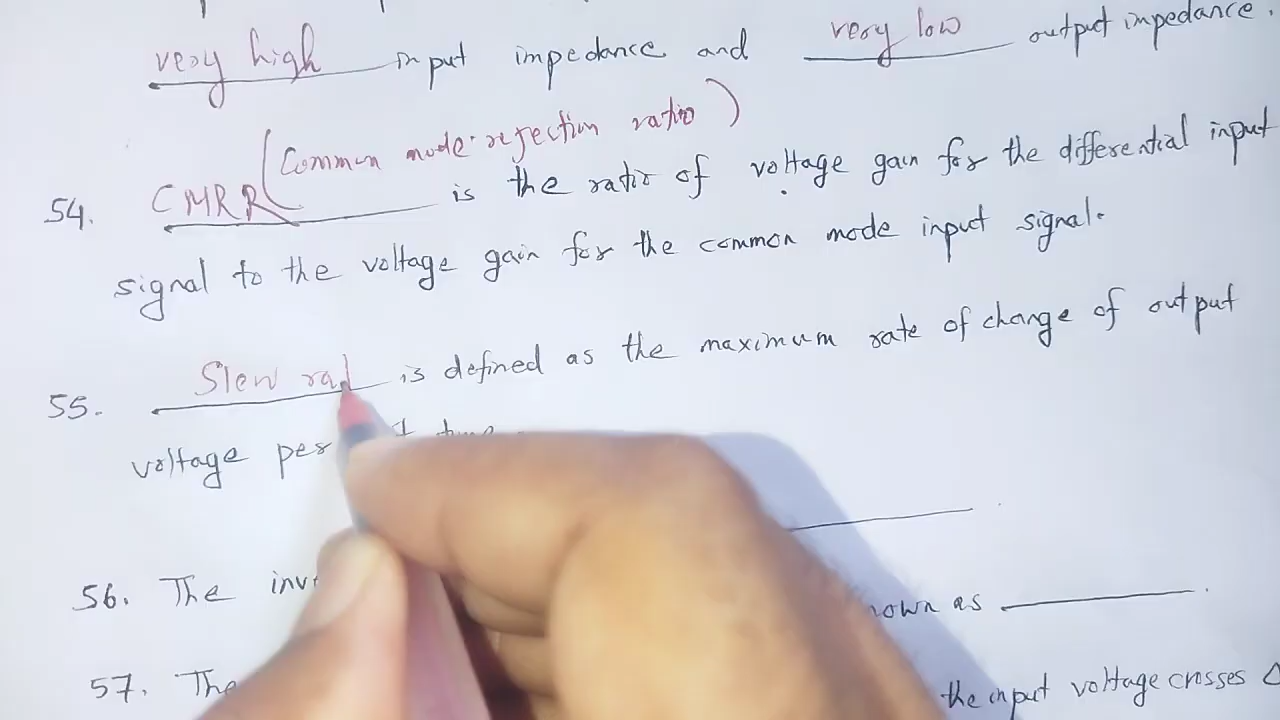 very high input impedance and very low output impedance.
(Common mode rejection ratio)
54. CMRR is the ratio of voltage gain for the differential input
signal to the voltage gain for the common mode input signal.
55. Slew rat is defined as the maximum rate of change of output
voltage per
56. The inv nown as
57. The the input voltage crosses